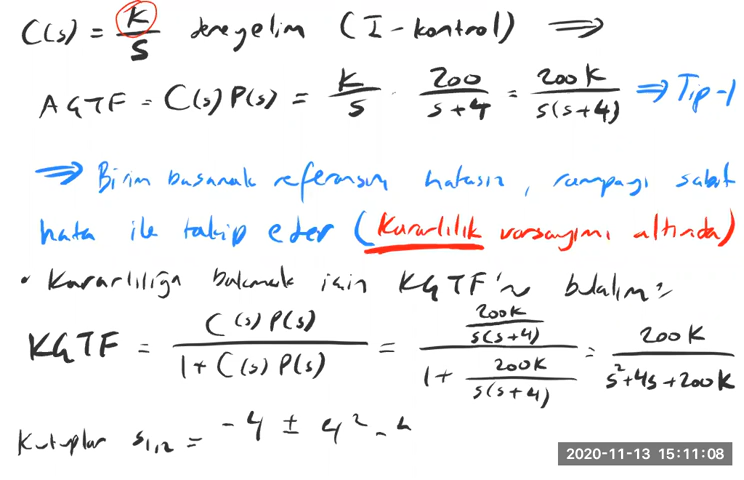 C(s) = K/S deneyelim (I-kontrol) ⇒
AGTF = C(s)P(s) = K/S · 200/(s+4) = 200K/(s(s+4)) ⇒ Tip-1
⇒ Birim basamak referansını hatasız, rampayı sabit
hata ile takip eder (Kararlılık varsayımı altında)
• Kararlılığa bakmak için KGTF'nı bulalım:
KGTF = C(s)P(s)/(1+C(s)P(s)) = (200K/(s(s+4)))/(1+200K/(s(s+4))) = 200K/(s²+4s+200K)
Kutuplar s1,2 = -4 ± 4² - 4
2020-11-13 15:11:08